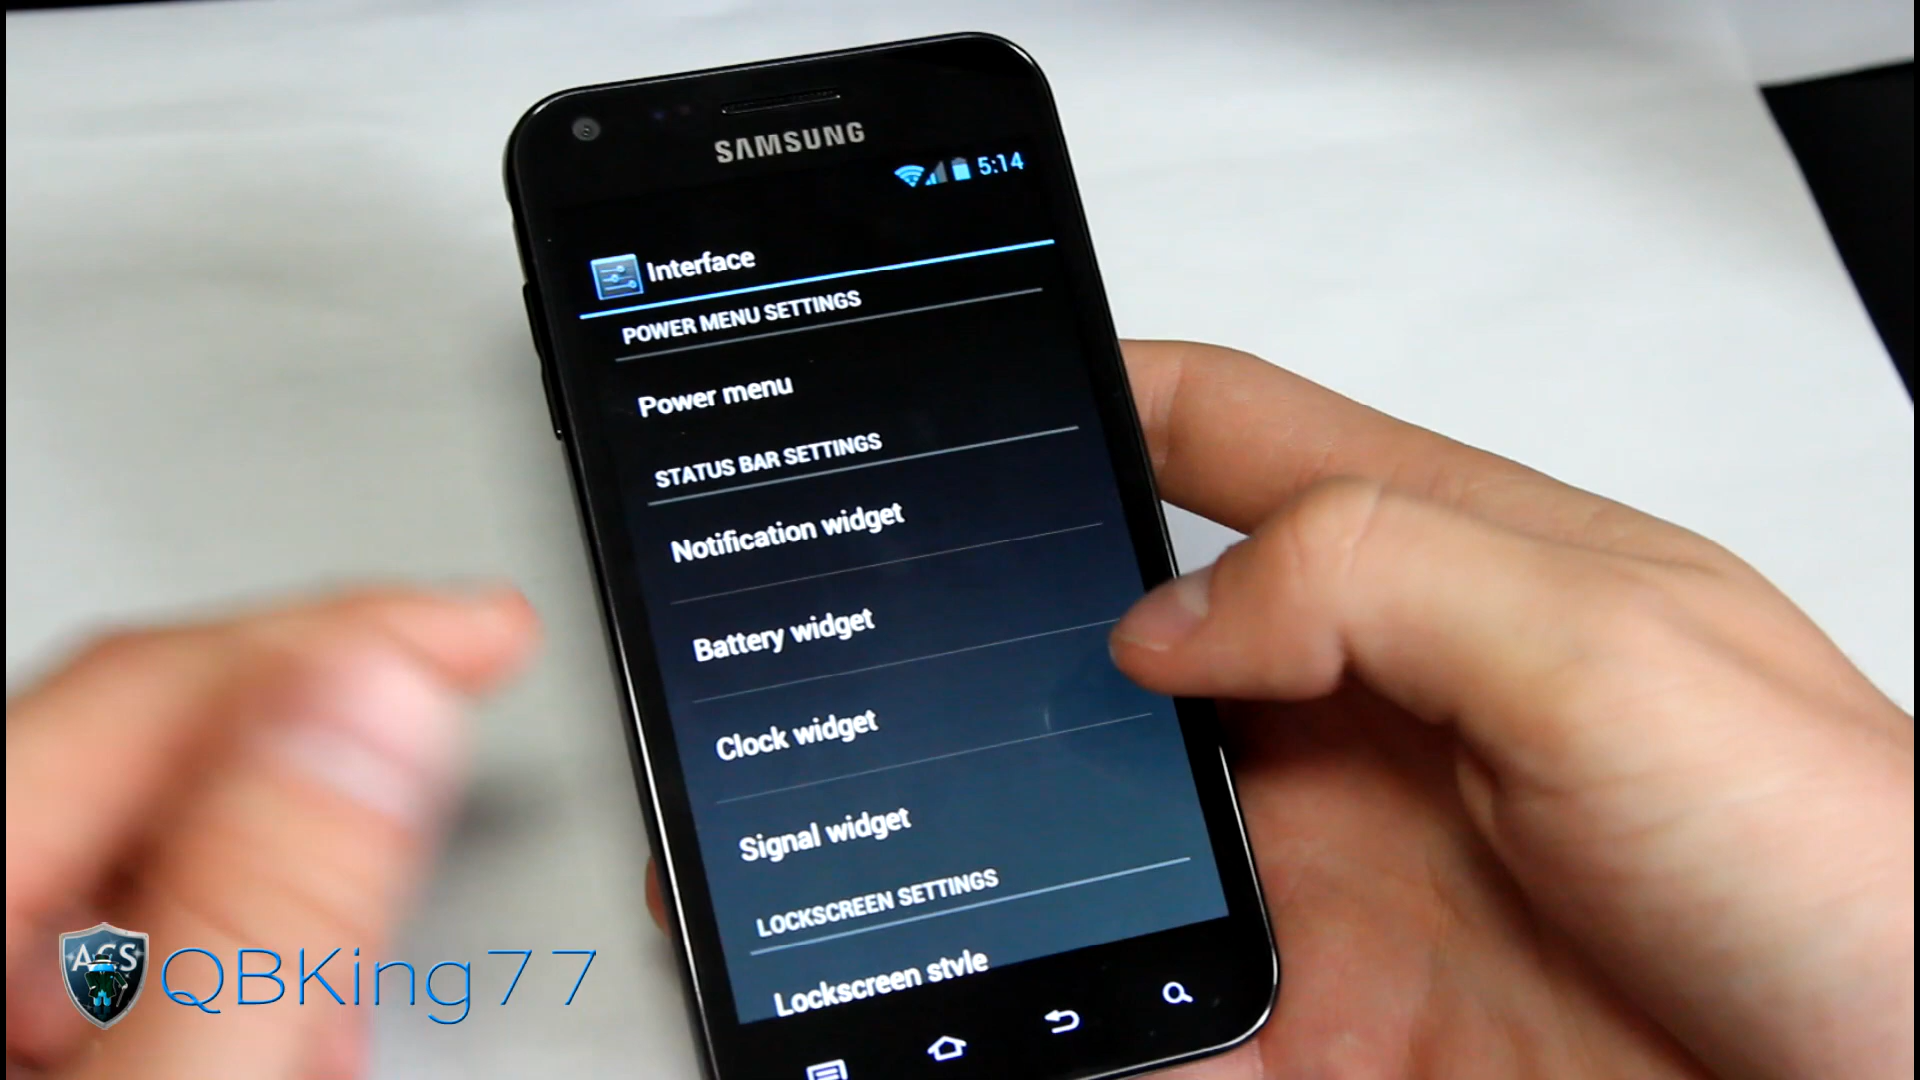 SAMSUNG
5:14
Interface
POWER MENU SETTINGS
Power menu
STATUS BAR SETTINGS
Notification widget
Battery widget
Clock widget
Signal widget
LOCKSCREEN SETTINGS
Lockscreen style
ACS
QBKing77